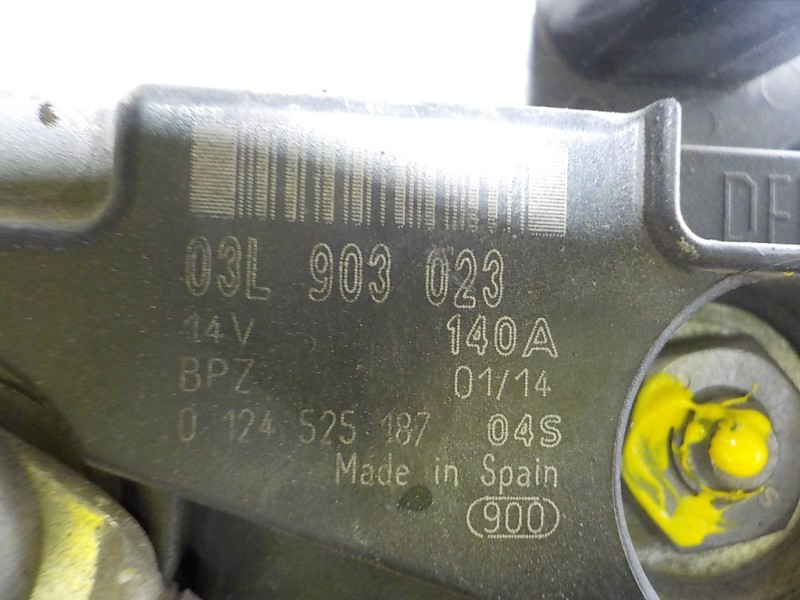 03L 903 023
14V 140A
BPZ 01/14
0 124 525 187 04S
Made in Spain
900